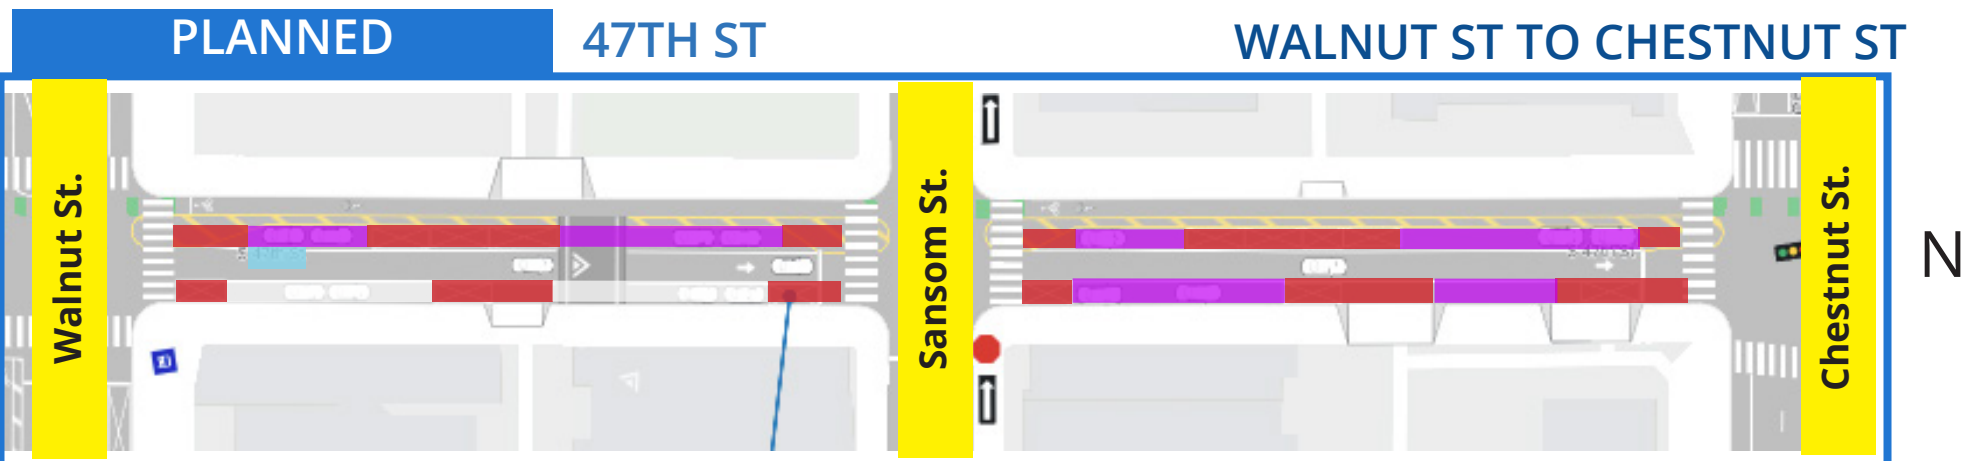 PLANNED
47TH ST
WALNUT ST TO CHESTNUT ST
Walnut St.
Sansom St.
Chestnut St.
N